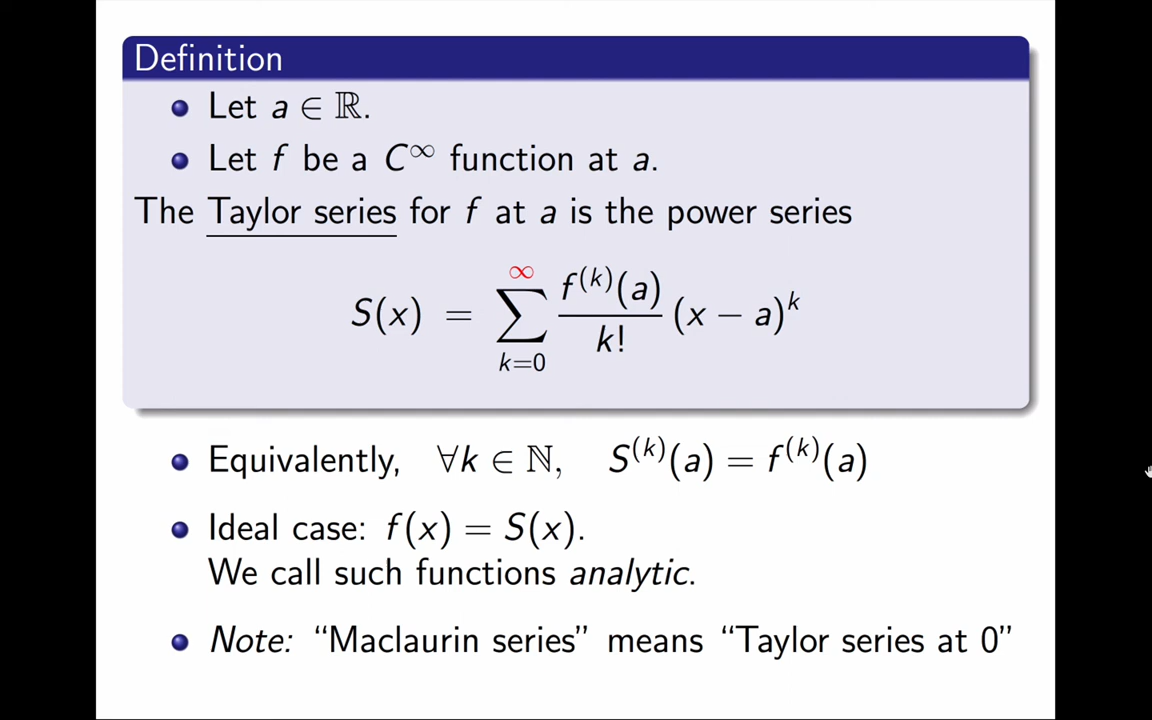 Definition
Let a ∈ ℝ.
Let f be a C^∞ function at a.
The Taylor series for f at a is the power series
S(x) = ∑_{k=0}^{∞} f^{(k)}(a)/k! (x − a)^k
Equivalently, ∀k ∈ ℕ, S^{(k)}(a) = f^{(k)}(a)
Ideal case: f(x) = S(x).
We call such functions analytic.
Note: “Maclaurin series” means “Taylor series at 0”